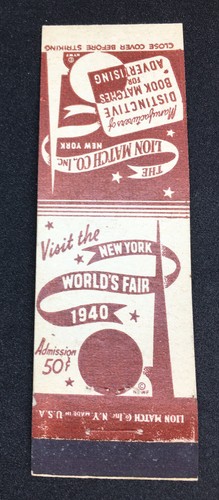 CLOSE COVER BEFORE STRIKING
Manufacturers of
DISTINCTIVE
BOOK MATCHES
FOR
ADVERTISING
THE
LION MATCH CO., INC.
NEW YORK
Visit the
NEW YORK
WORLD'S FAIR
1940
Admission
50¢
LION MATCH Co., Inc. N.Y. MADE IN U.S.A.